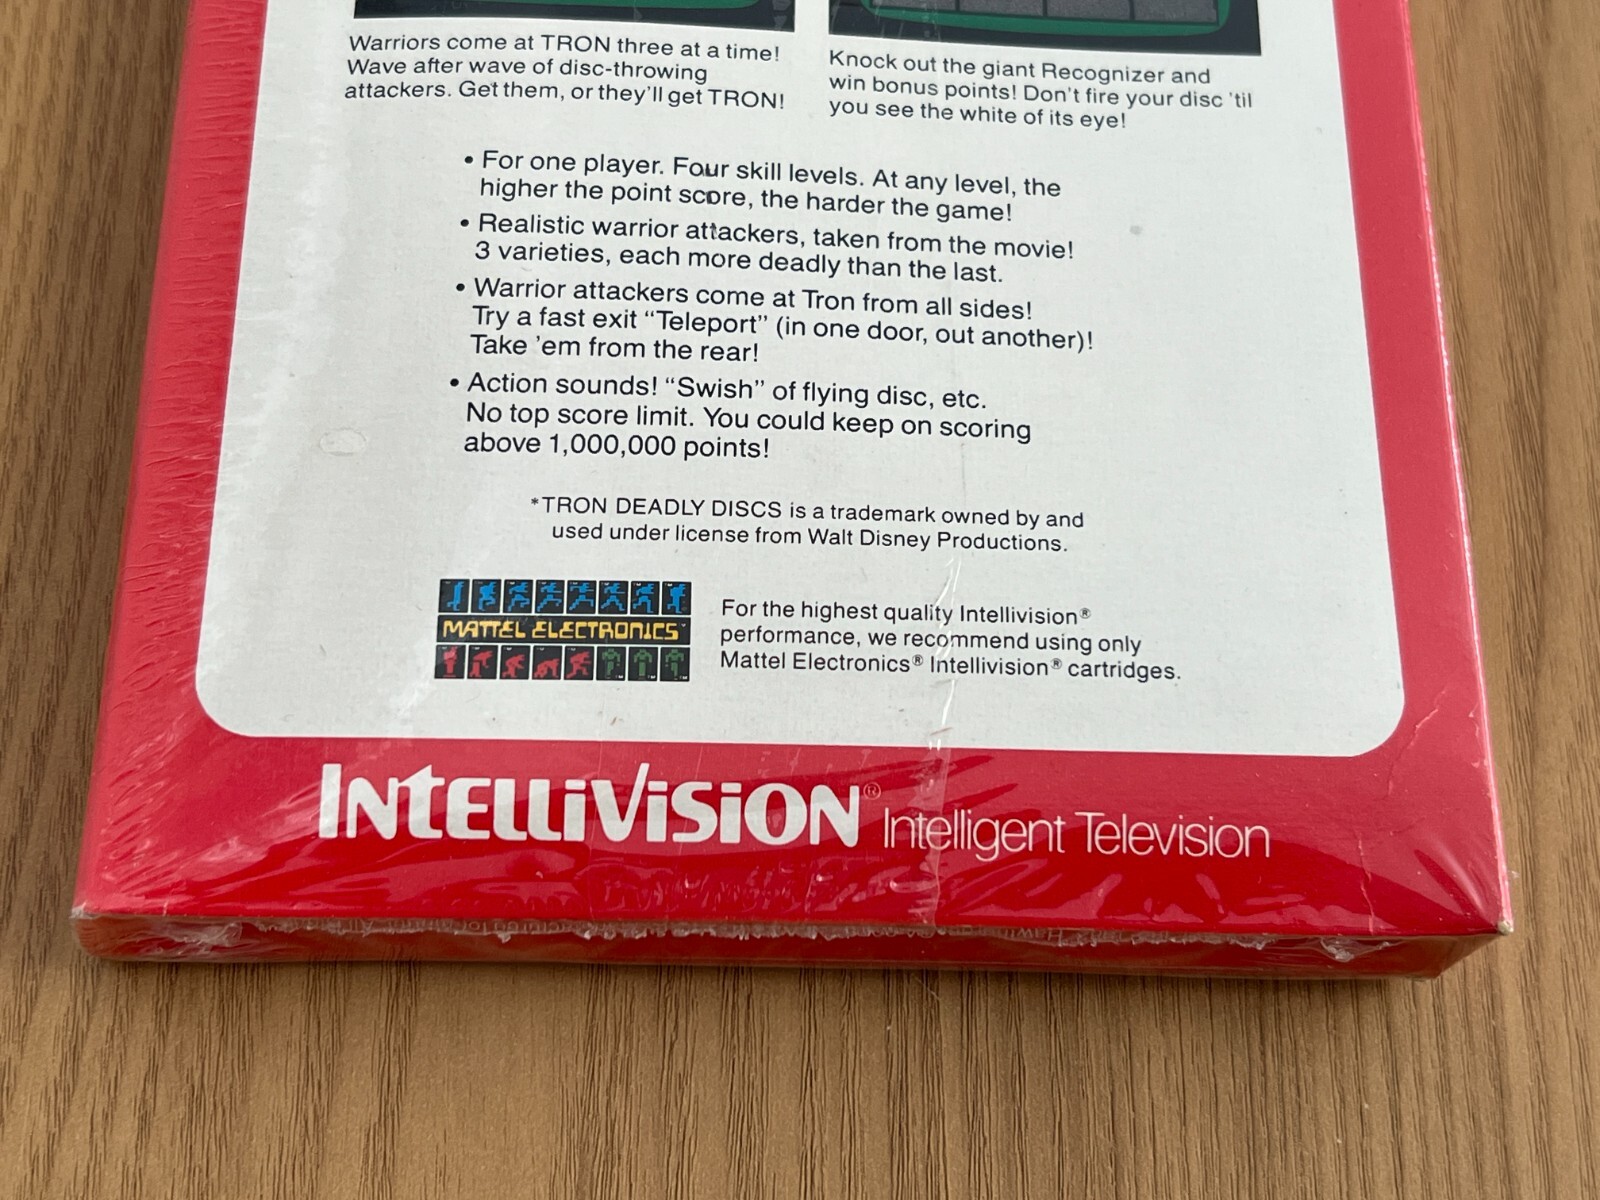 Warriors come at TRON three at a time!
Wave after wave of disc-throwing
attackers. Get them, or they'll get TRON!
Knock out the giant Recognizer and
win bonus points! Don't fire your disc 'til
you see the white of its eye!
• For one player. Four skill levels. At any level, the
higher the point score, the harder the game!
• Realistic warrior attackers, taken from the movie!
3 varieties, each more deadly than the last.
• Warrior attackers come at Tron from all sides!
Try a fast exit “Teleport” (in one door, out another)!
Take 'em from the rear!
• Action sounds! “Swish” of flying disc, etc.
No top score limit. You could keep on scoring
above 1,000,000 points!
*TRON DEADLY DISCS is a trademark owned by and
used under license from Walt Disney Productions.
MATTEL ELECTRONICS
For the highest quality Intellivision®
performance, we recommend using only
Mattel Electronics® Intellivision® cartridges.
INTELLIVISION® Intelligent Television